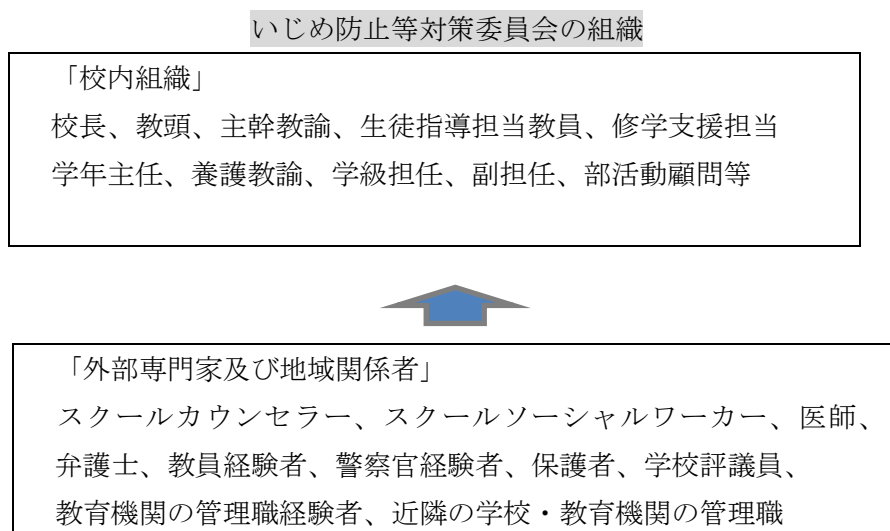 いじめ防止等対策委員会の組織
「校内組織」
校長、教頭、主幹教諭、生徒指導担当教員、修学支援担当
学年主任、養護教諭、学級担任、副担任、部活動顧問等
「外部専門家及び地域関係者」
スクールカウンセラー、スクールソーシャルワーカー、医師、
弁護士、教員経験者、警察官経験者、保護者、学校評議員、
教育機関の管理職経験者、近隣の学校・教育機関の管理職